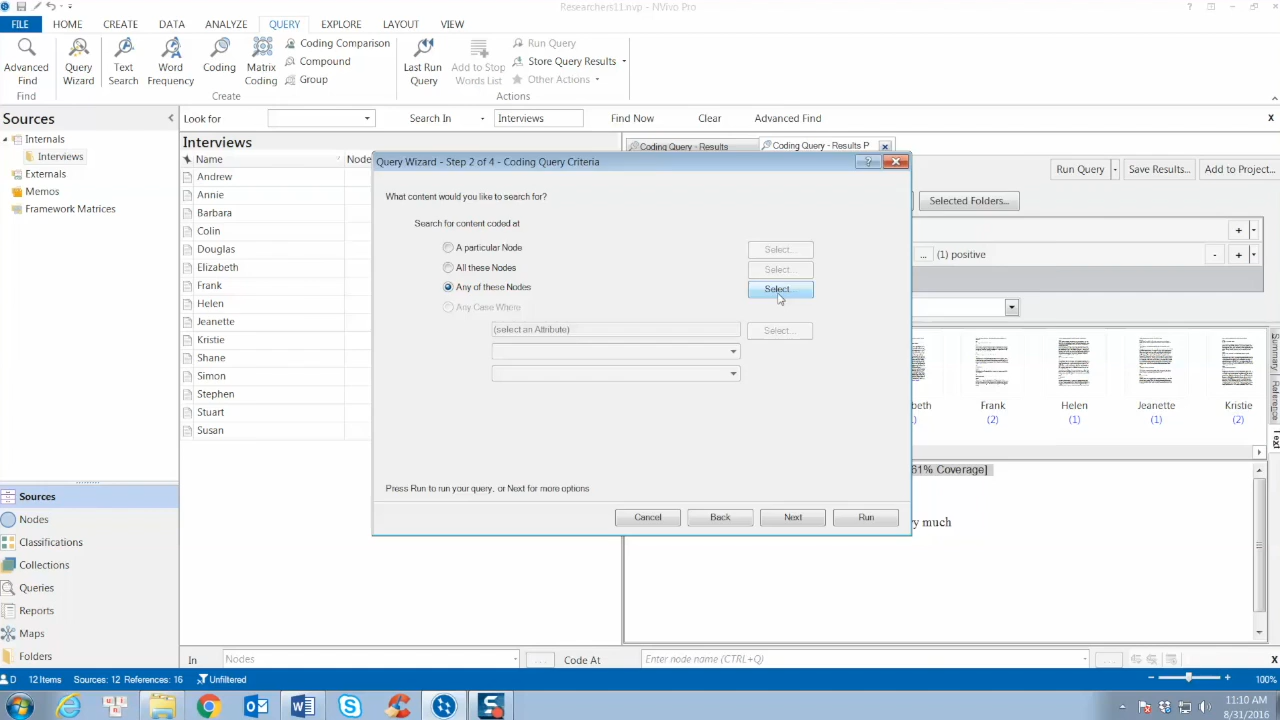 Researchers11.nvp - NVivo Pro
FILE HOME CREATE DATA ANALYZE QUERY EXPLORE LAYOUT VIEW
Advanced Find
Query Wizard
Text Search
Word Frequency
Coding
Matrix Coding
Coding Comparison
Compound
Group
Last Run Query
Add to Stop Words List
Run Query
Store Query Results
Other Actions
Find Create Actions
Sources
Look for Search In Interviews Find Now Clear Advanced Find X
Internals
Interviews
Externals
Memos
Framework Matrices
Interviews
Name Node
Andrew
Annie
Barbara
Colin
Douglas
Elizabeth
Frank
Helen
Jeanette
Kristie
Shane
Stephen
Stuart
Susan
Coding Query - Results
Coding Query - Results P
Run Query Save Results... Add to Project...
Selected Folders...
+
... (1) positive - +
Query Wizard - Step 2 of 4 - Coding Query Criteria
What content would you like to search for?
Search for content coded at
A particular Node Select...
All these Nodes Select...
Any of these Nodes Select...
Any Case Where
(select an Attribute) Select...
Press Run to run your query, or Next for more options
Cancel Back Next Run
beth Frank Helen Jeanette Kristie
(2) (2) (1) (1) (2)
Summary
Reference
Text
61% Coverage]
y much
Sources
Nodes
Classifications
Collections
Queries
Reports
Maps
Folders
In Nodes ... Code At Enter node name (CTRL+Q) ... X
D 12 Items Sources: 12 References: 16 Unfiltered 100%
11:10 AM
8/31/2016